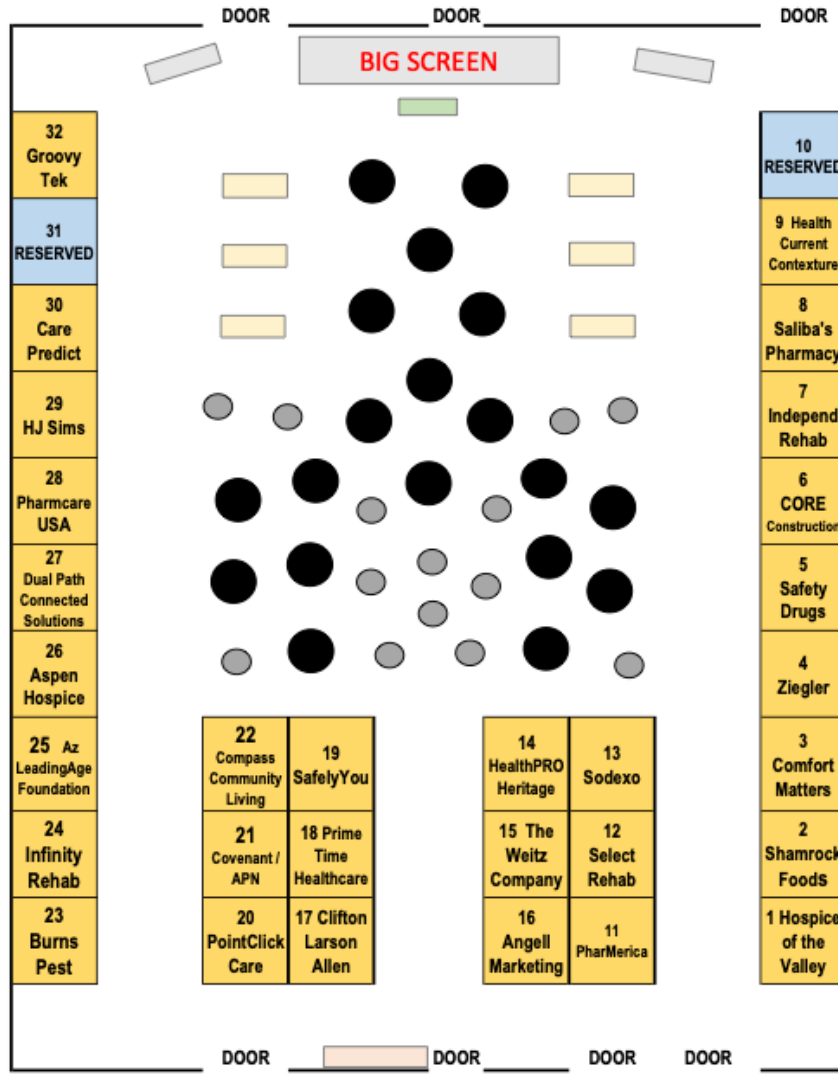 DOOR DOOR DOOR
BIG SCREEN
32
Groovy
Tek
31
RESERVED
30
Care
Predict
29
HJ Sims
28
Pharmcare
USA
27
Dual Path
Connected
Solutions
26
Aspen
Hospice
25 Az
LeadingAge
Foundation
24
Infinity
Rehab
23
Burns
Pest
22
Compass
Community
Living
21
Covenant /
APN
20
PointClick
Care
19
SafelyYou
18 Prime
Time
Healthcare
17 Clifton
Larson
Allen
14
HealthPRO
Heritage
15 The
Weitz
Company
16
Angell
Marketing
13
Sodexo
12
Select
Rehab
11
PharMerica
10
RESERVED
9 Health
Current
Contexture
8
Saliba's
Pharmacy
7
Independ
Rehab
6
CORE
Construction
5
Safety
Drugs
4
Ziegler
3
Comfort
Matters
2
Shamrock
Foods
1 Hospice
of the
Valley
DOOR DOOR DOOR DOOR